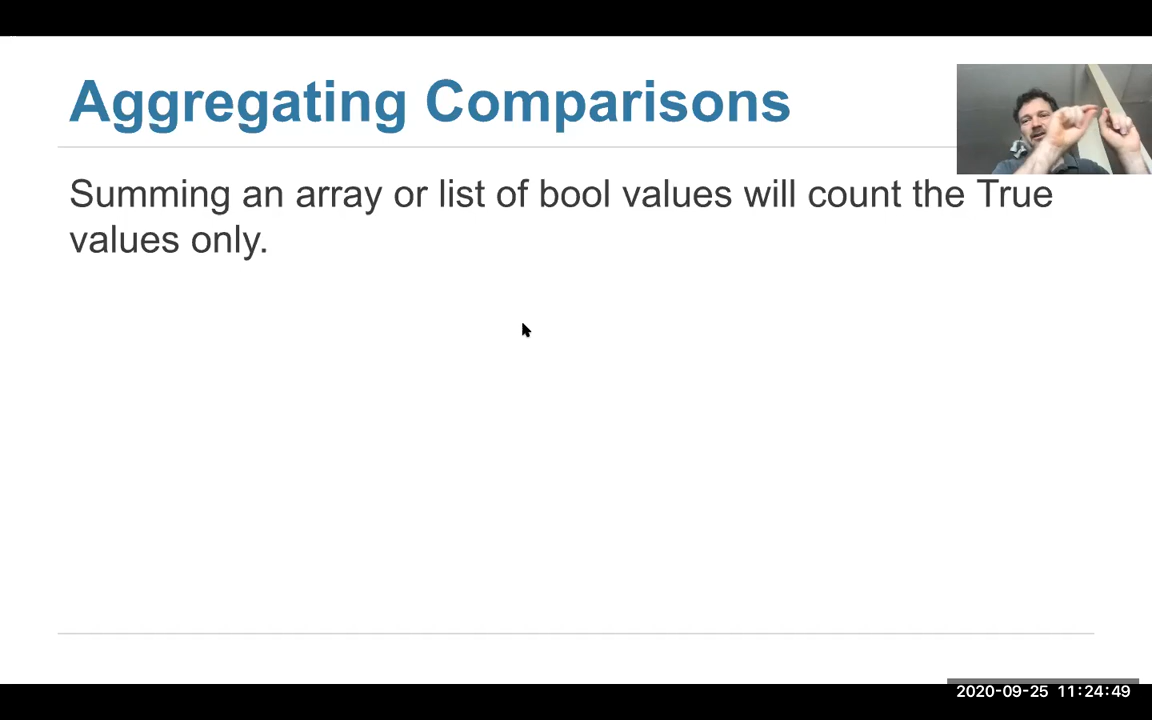 Aggregating Comparisons
Summing an array or list of bool values will count the True
values only.
2020-09-25 11:24:49